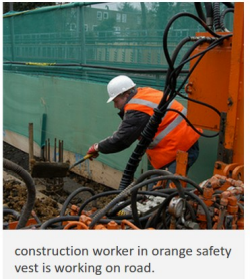 construction worker in orange safety
vest is working on road.